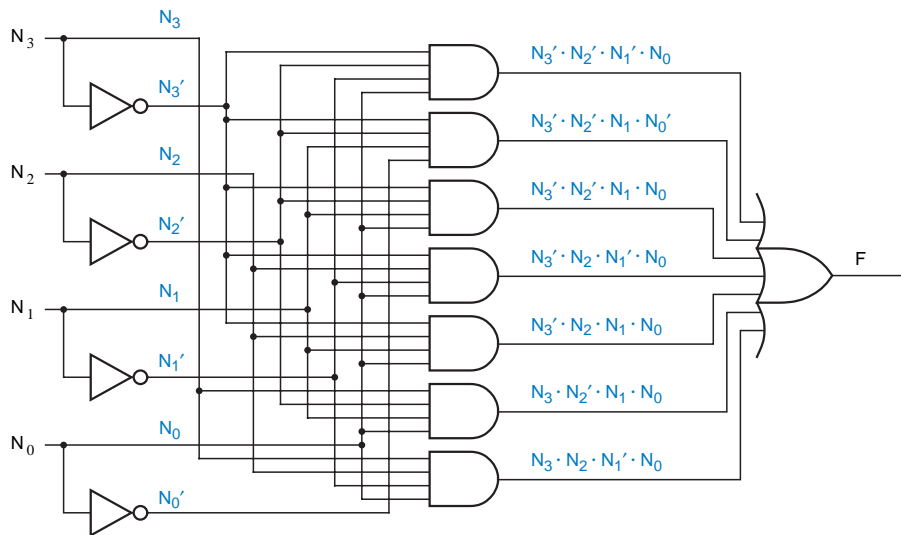 N₃
N₃
N₃′
N₂
N₂
N₂′
N₁
N₁
N₁′
N₀
N₀
N₀′
N₃′ · N₂′ · N₁′ · N₀
N₃′ · N₂′ · N₁ · N₀′
N₃′ · N₂′ · N₁ · N₀
N₃′ · N₂ · N₁′ · N₀
N₃′ · N₂ · N₁ · N₀
N₃ · N₂′ · N₁ · N₀
N₃ · N₂ · N₁′ · N₀
F